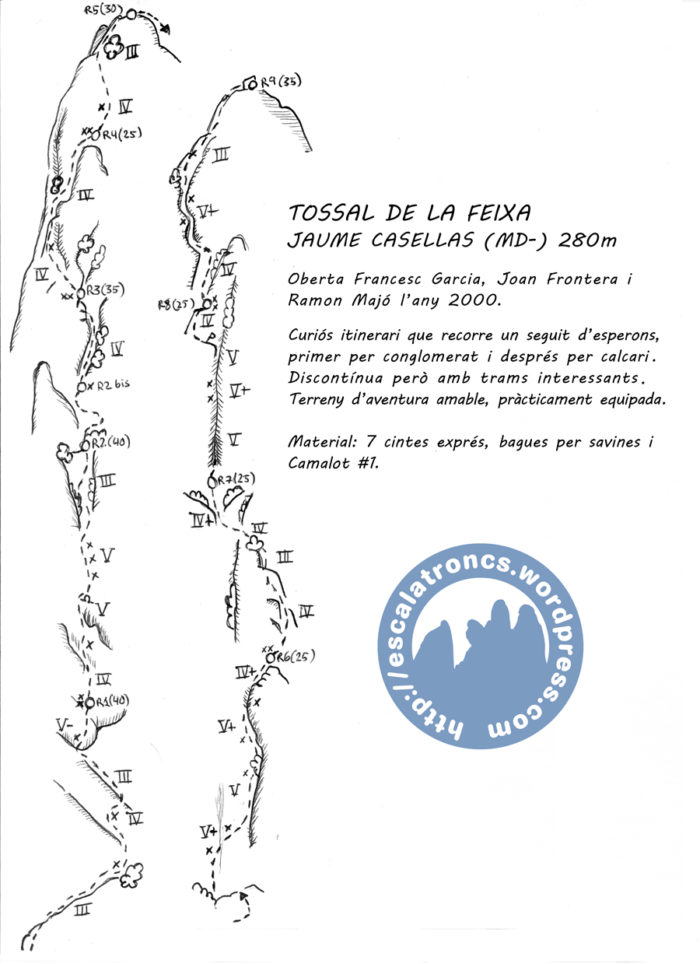 R5(30)
III
IV
R4(25)
IV
IV
R3(35)
IV
R2 bis
R2(40)
III
V
V
IV
R1(40)
V-
III
IV
III
R9(35)
III
V+
IV
R8(25)
IV
V
V+
V
R7(25)
IV+
IV
III
IV
R6(25)
IV+
V+
V
V+
TOSSAL DE LA FEIXA
JAUME CASELLAS (MD-) 280m
Oberta Francesc Garcia, Joan Frontera i
Ramon Majó l'any 2000.
Curiós itinerari que recorre un seguit d'esperons,
primer per conglomerat i després per calcari.
Discontínua però amb trams interessants.
Terreny d'aventura amable, pràcticament equipada.
Material: 7 cintes exprés, bagues per savines i
Camalot #1.
http://escalatroncs.wordpress.com